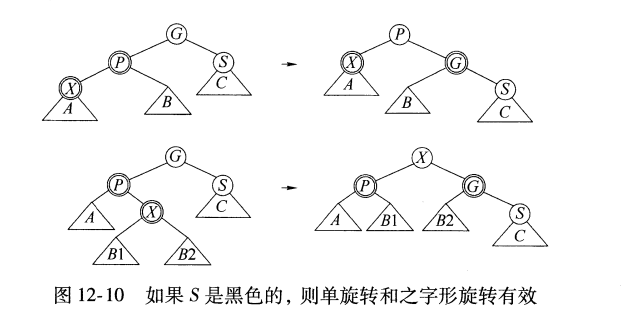 G P
P S X G
X C A S
A B B C
G X
P S P G
A X C A B1 B2 S
B1 B2 C
图 12-10 如果 S 是黑色的，则单旋转和之字形旋转有效